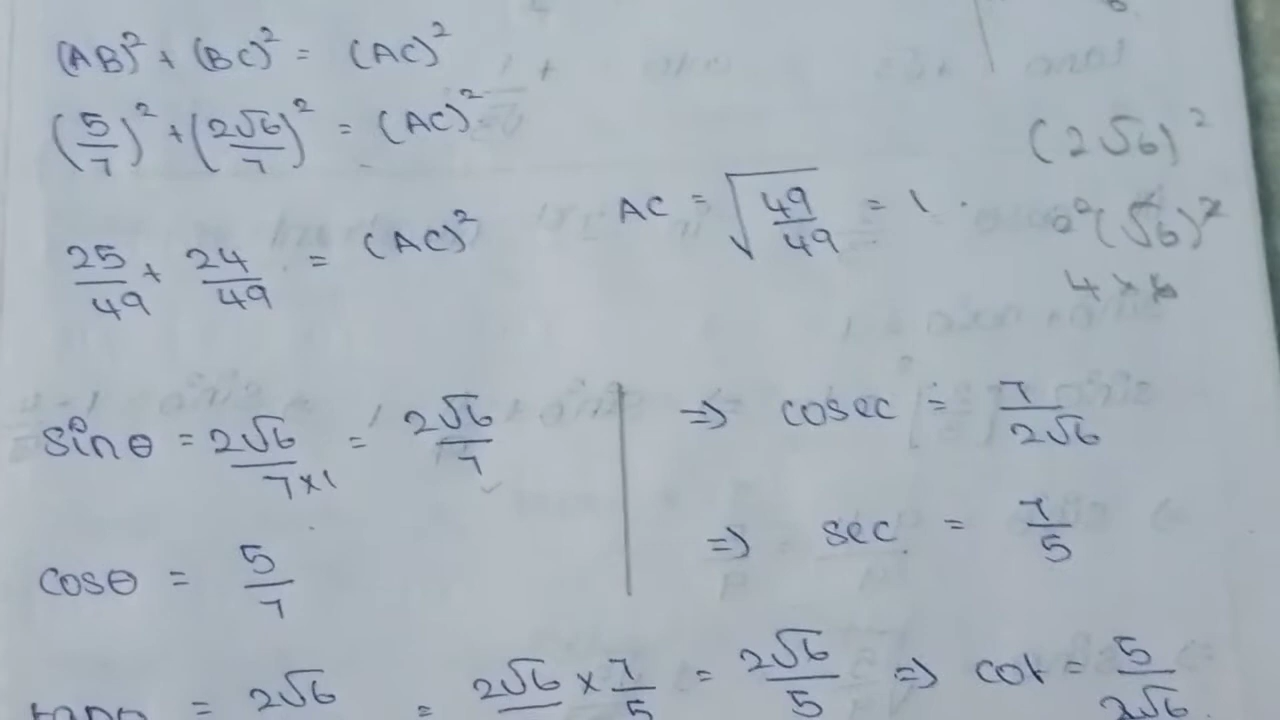 (AB)² + (BC)² = (AC)²
(5/7)² + (2√6/7)² = (AC)²
(2√6)²
AC = √(49/49) = 1.
2²(√6)²
25/49 + 24/49 = (AC)²
4 × 6
sinθ = 2√6/(7×1) = 2√6/7
⇒ cosec = 7/2√6
⇒ sec = 7/5
cosθ = 5/7
= 2√6 = 2√6 × 7/5 = 2√6/5 ⇒ cot = 5/2√6